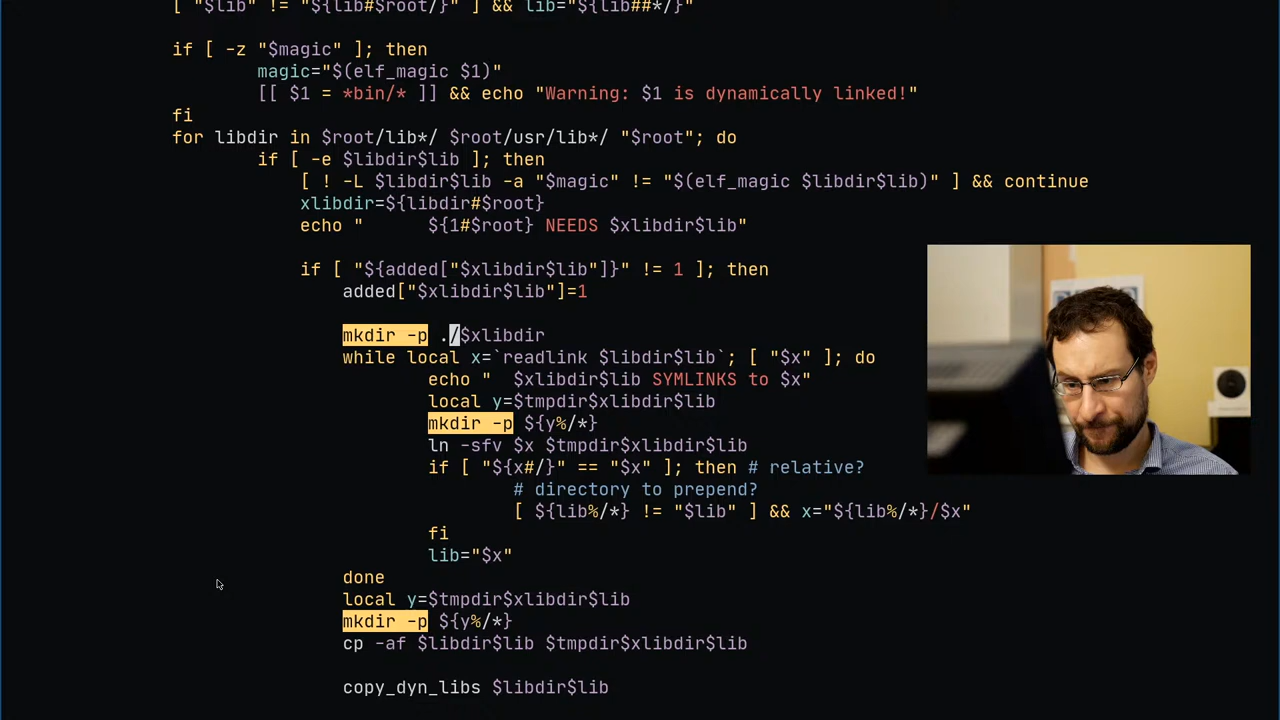 [ "$lib" != "${lib#$root/}" ] && lib="${lib##*/}"
if [ -z "$magic" ]; then
magic="$(elf_magic $1)"
[[ $1 = *bin/* ]] && echo "Warning: $1 is dynamically linked!"
fi
for libdir in $root/lib*/ $root/usr/lib*/ "$root"; do
if [ -e $libdir$lib ]; then
[ ! -L $libdir$lib -a "$magic" != "$(elf_magic $libdir$lib)" ] && continue
xlibdir=${libdir#$root}
echo "      ${1#$root} NEEDS $xlibdir$lib"
if [ "${added["$xlibdir$lib"]}" != 1 ]; then
added["$xlibdir$lib"]=1
mkdir -p ./$xlibdir
while local x=`readlink $libdir$lib`; [ "$x" ]; do
echo "  $xlibdir$lib SYMLINKS to $x"
local y=$tmpdir$xlibdir$lib
mkdir -p ${y%/*}
ln -sfv $x $tmpdir$xlibdir$lib
if [ "${x#/}" == "$x" ]; then # relative?
# directory to prepend?
[ ${lib%/*} != "$lib" ] && x="${lib%/*}/$x"
fi
lib="$x"
done
local y=$tmpdir$xlibdir$lib
mkdir -p ${y%/*}
cp -af $libdir$lib $tmpdir$xlibdir$lib
copy_dyn_libs $libdir$lib